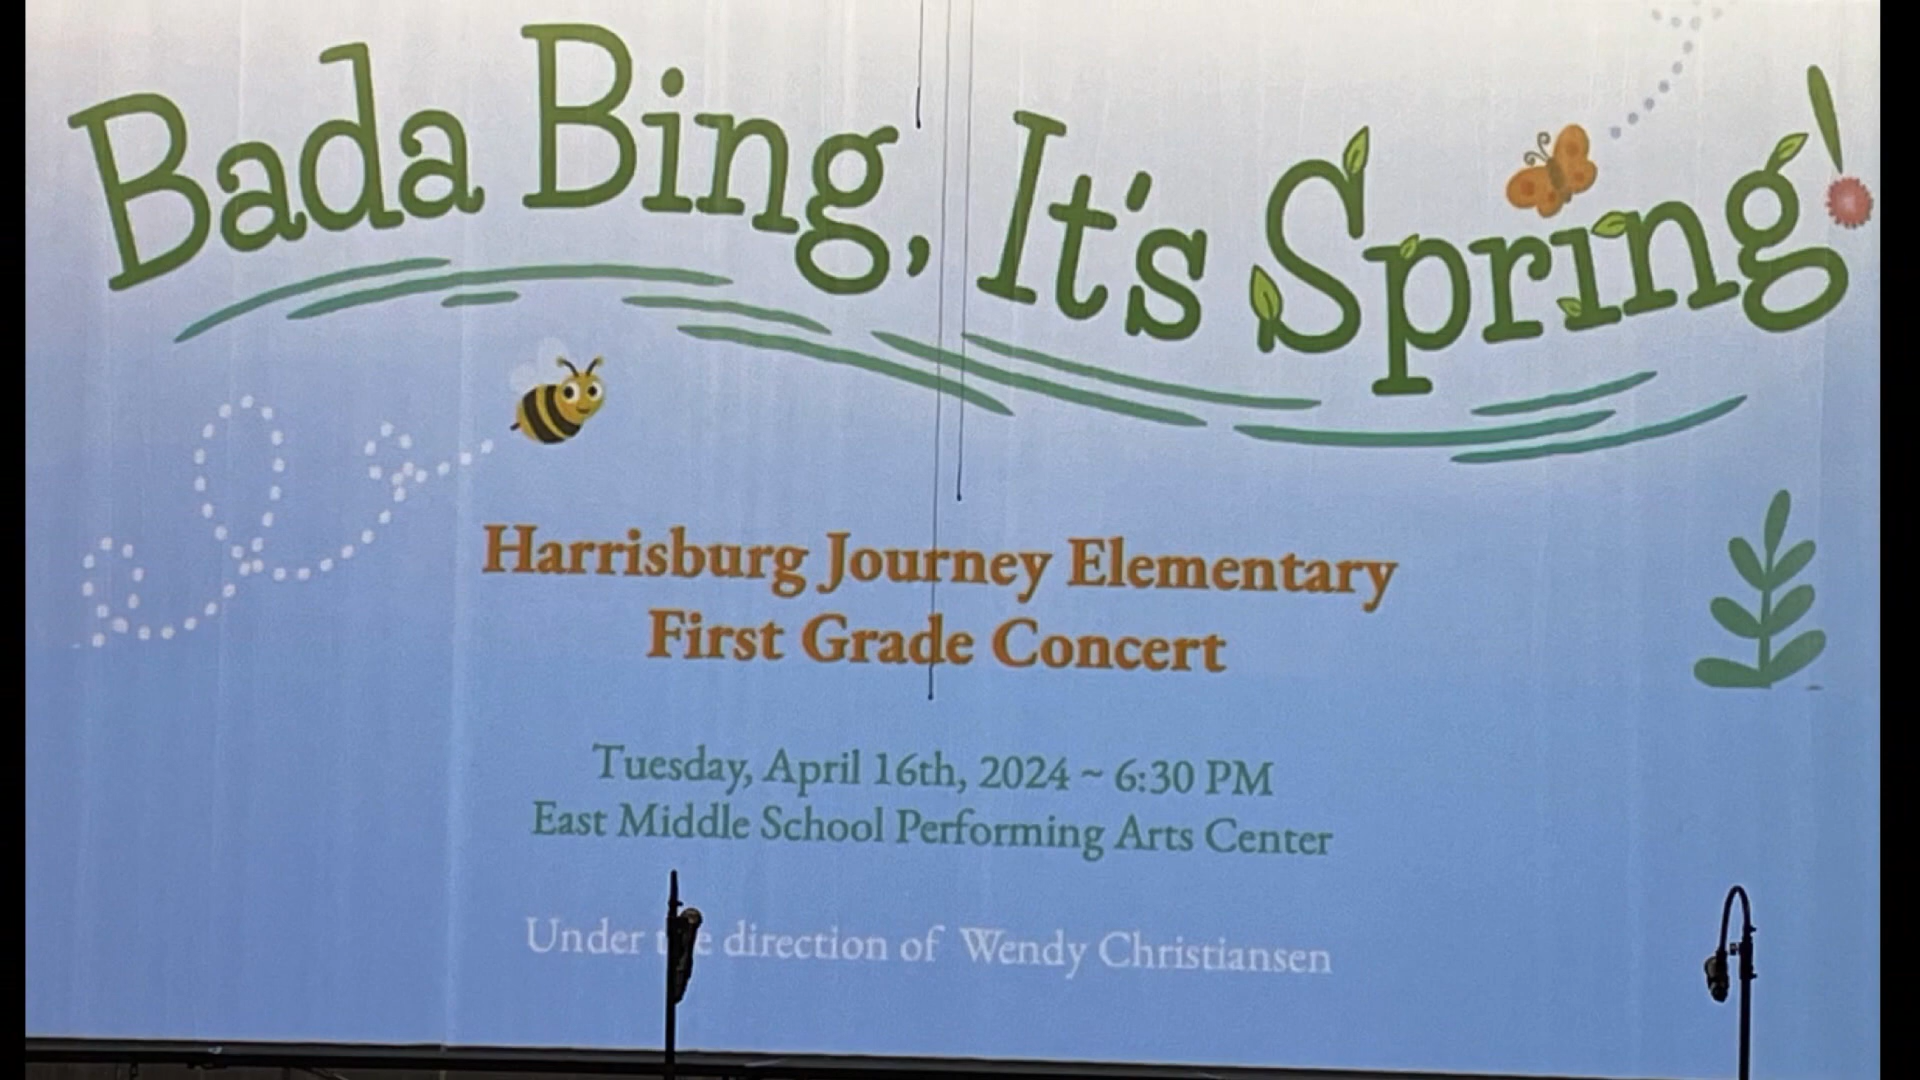 Bada Bing, It's Spring!
Harrisburg Journey Elementary
First Grade Concert
Tuesday, April 16th, 2024 ~ 6:30 PM
East Middle School Performing Arts Center
Under the direction of Wendy Christiansen